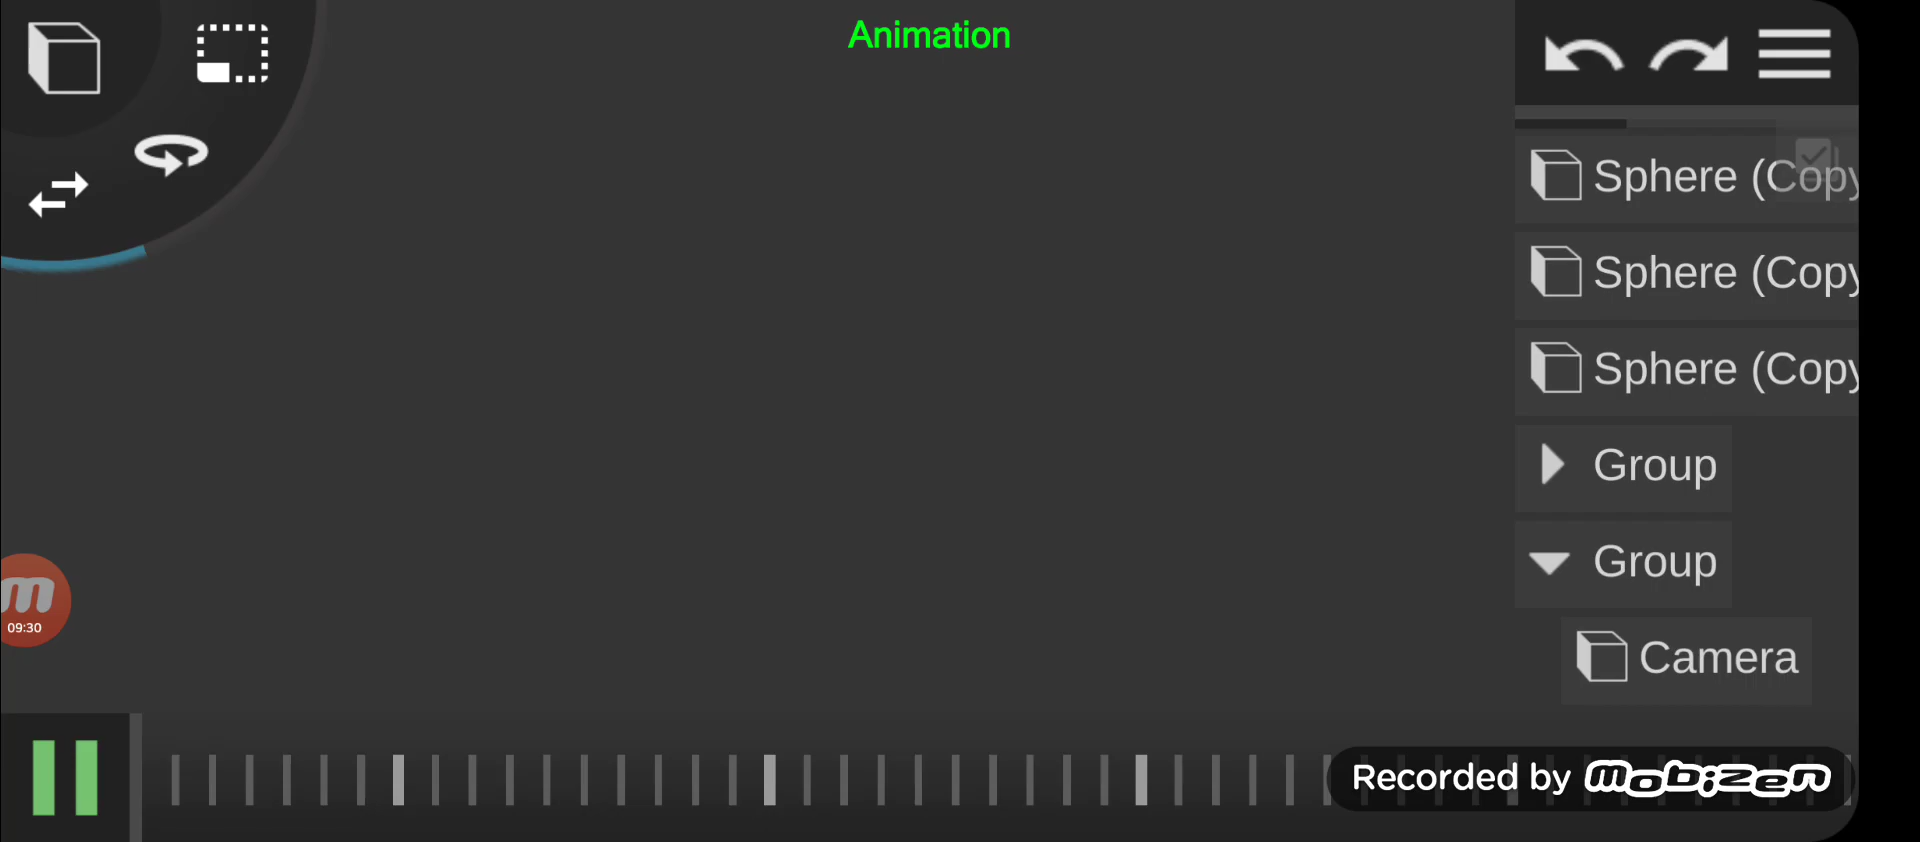 Animation
Sphere (Copy
Sphere (Copy
Sphere (Copy
Group
Group
Camera
09:30
Recorded by mobizen